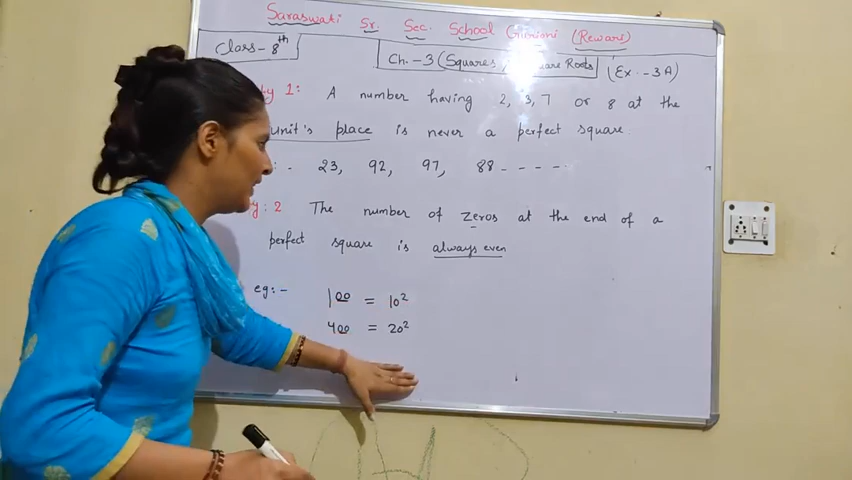 Saraswati Sr. Sec. School Gurioni (Rewari)
Class - 8th
Ch. - 3 (Squares, Square Roots) (Ex. - 3A)
1: A number having 2, 3, 7 or 8 at the
unit's place is never a perfect square.
:- 23, 92, 97, 88 - - - -
: 2 The number of zeros at the end of a
perfect square is always even
eg:- 100 = 10²
400 = 20²